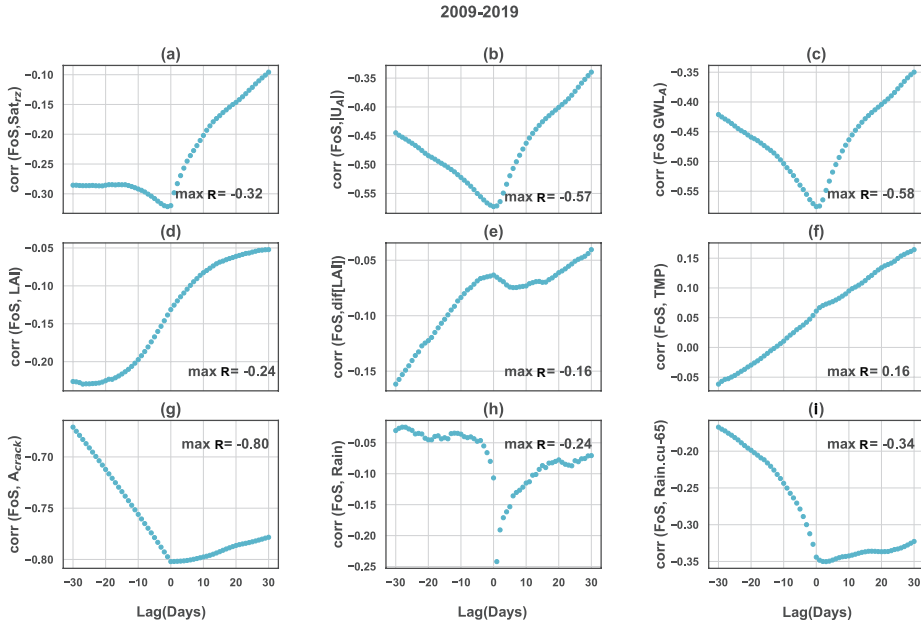 2009-2019
(a)
(b)
(c)
corr (FoS,Sat_rz)
−0.10
−0.15
−0.20
−0.25
−0.30
max R= -0.32
corr (FoS,|U_A|)
−0.35
−0.40
−0.45
−0.50
−0.55
max R= -0.57
corr (FoS GWL_A)
−0.35
−0.40
−0.45
−0.50
−0.55
max R= -0.58
(d)
(e)
(f)
corr (FoS, LAI)
−0.05
−0.10
−0.15
−0.20
max R= -0.24
corr (FoS,dif[LAI])
−0.05
−0.10
−0.15
max R= -0.16
corr (FoS, TMP)
0.15
0.10
0.05
0.00
−0.05
max R= 0.16
(g)
(h)
(i)
corr (FoS, A_crack)
−0.70
−0.75
−0.80
max R= -0.80
−30 −20 −10 0 10 20 30
Lag(Days)
corr (FoS, Rain)
−0.05
−0.10
−0.15
−0.20
−0.25
max R= -0.24
−30 −20 −10 0 10 20 30
Lag(Days)
corr (FoS, Rain.cu-65)
−0.20
−0.25
−0.30
−0.35
max R= -0.34
−30 −20 −10 0 10 20 30
Lag(Days)